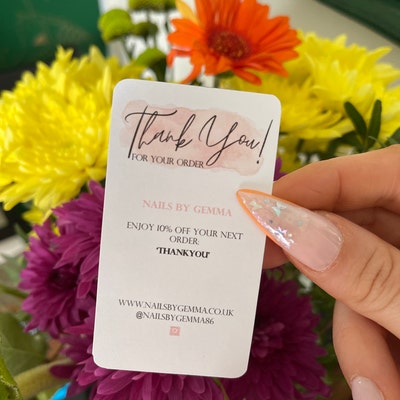 Thank You!
FOR YOUR ORDER
NAILS BY GEMMA
ENJOY 10% OFF YOUR NEXT
ORDER:
'THANKYOU'
WWW.NAILSBYGEMMA.CO.UK
@NAILSBYGEMMA86